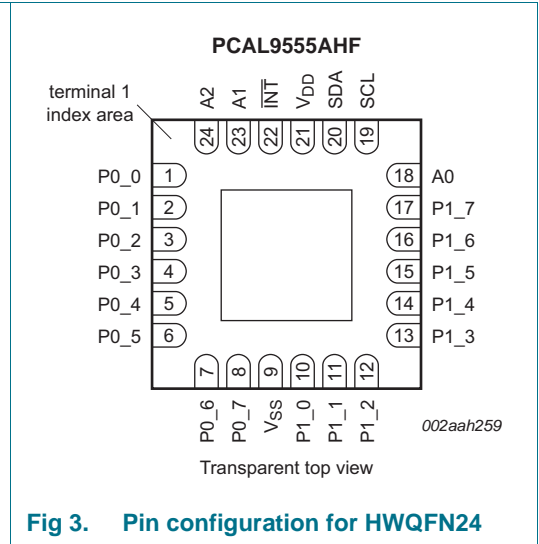 PCAL9555AHF
terminal 1
index area
A2
A1
INT
VDD
SDA
SCL
24
23
22
21
20
19
P0_0 1
P0_1 2
P0_2 3
P0_3 4
P0_4 5
P0_5 6
18 A0
17 P1_7
16 P1_6
15 P1_5
14 P1_4
13 P1_3
7
8
9
10
11
12
P0_6
P0_7
VSS
P1_0
P1_1
P1_2
002aah259
Transparent top view
Fig 3. Pin configuration for HWQFN24